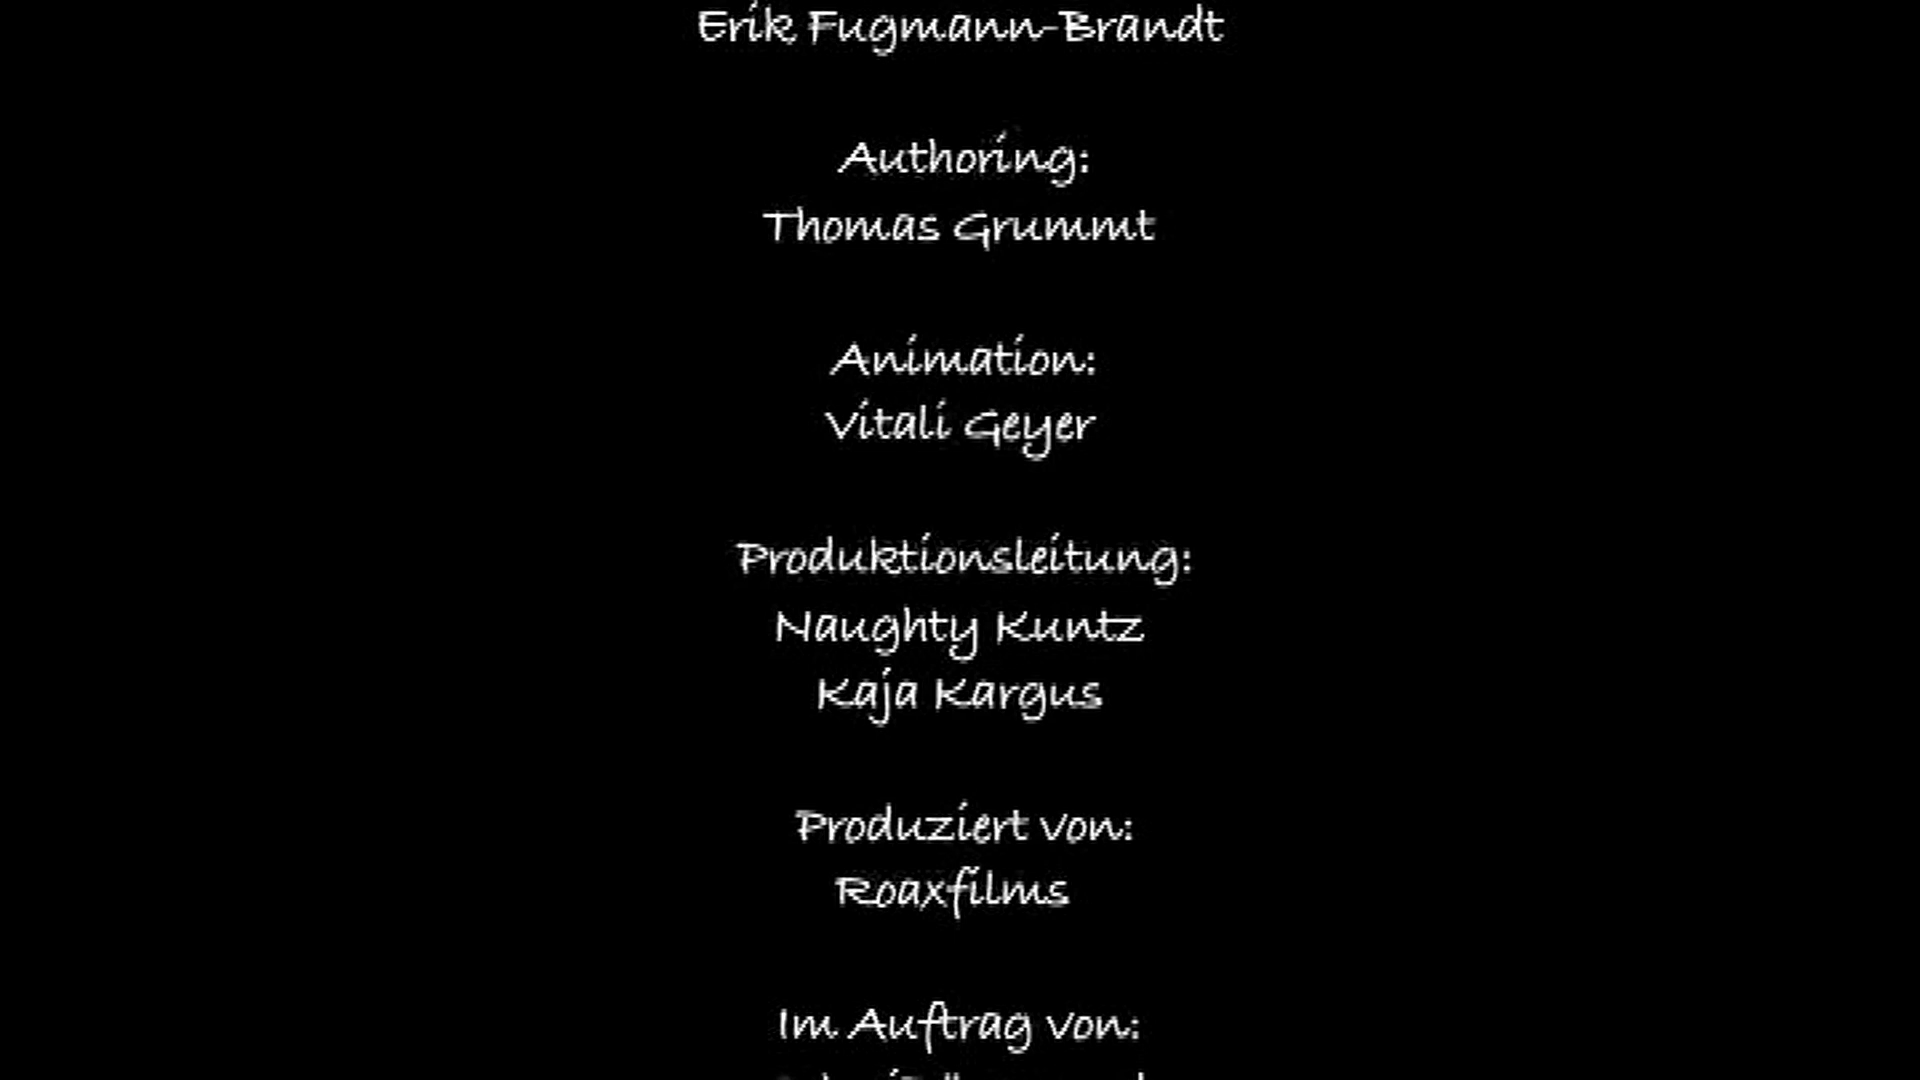 Erik Fugmann-Brandt
Authoring:
Thomas Grummt
Animation:
Vitali Geyer
Produktionsleitung:
Naughty Kuntz
Kaja Kargus
Produziert von:
Roaxfilms
Im Auftrag von: